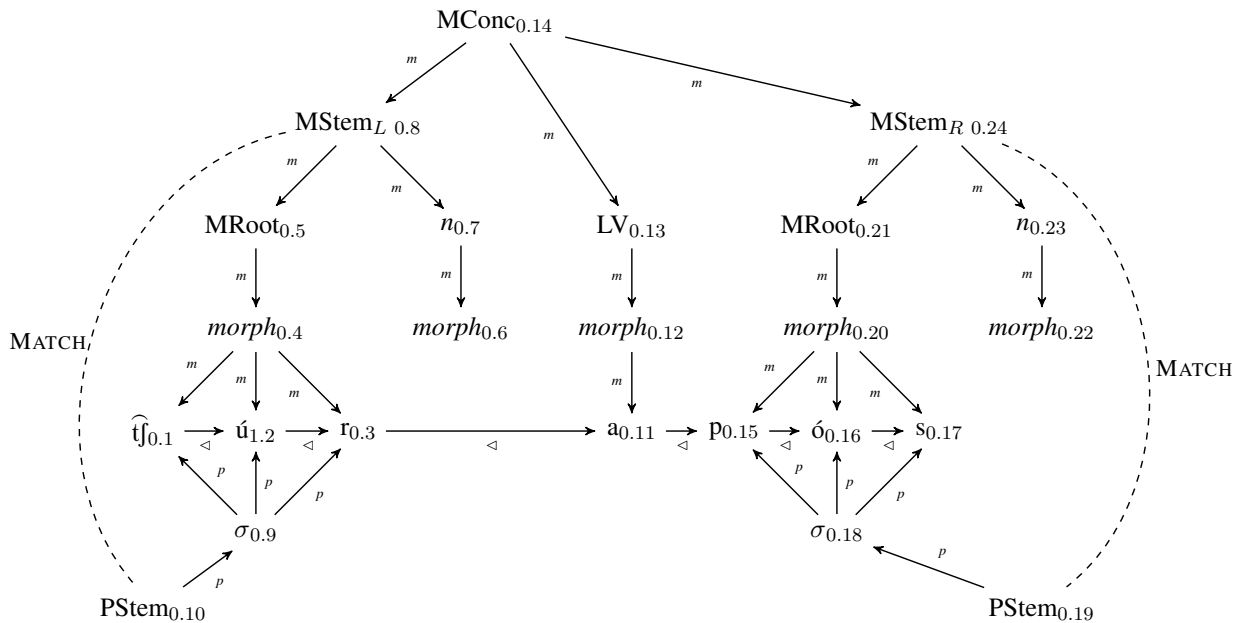 MConc0.14
m
m
m
MStemL 0.8
MStemR 0.24
m
m
m
m
MRoot0.5
n0.7
LV0.13
MRoot0.21
n0.23
m
m
m
m
m
MATCH
morph0.4
morph0.6
morph0.12
morph0.20
morph0.22
MATCH
m
m
m
m
m
m
m
t͡ʃ0.1 ◃ ú1.2 ◃ r0.3 ◃ a0.11 ◃ p0.15 ◃ ó0.16 ◃ s0.17
p
p
p
p
p
p
σ0.9
σ0.18
p
p
PStem0.10
PStem0.19